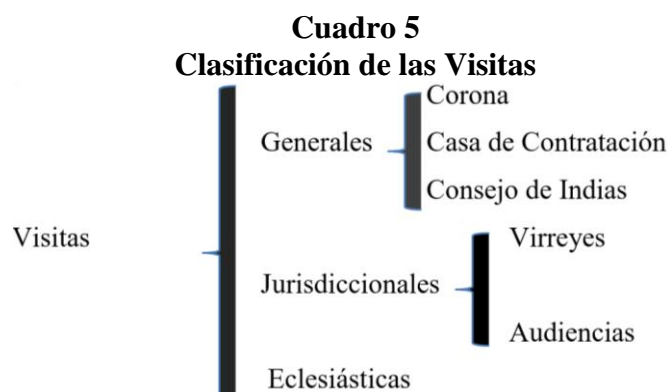 Cuadro 5
Clasificación de las Visitas
Corona
Generales
Casa de Contratación
Consejo de Indias
Visitas
Virreyes
Jurisdiccionales
Audiencias
Eclesiásticas